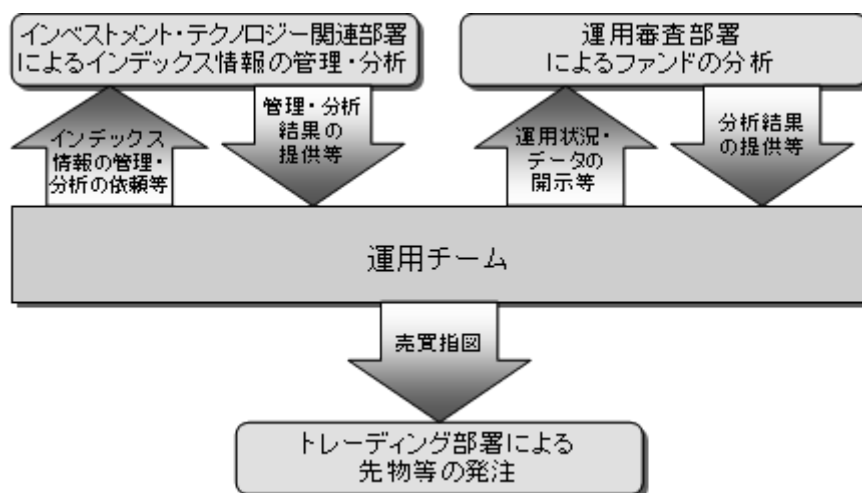 インベストメント・テクノロジー関連部署
によるインデックス情報の管理・分析
運用審査部署
によるファンドの分析
インデックス
情報の管理・
分析の依頼等
管理・分析
結果の
提供等
運用状況・
データの
開示等
分析結果
の提供等
運用チーム
売買指図
トレーディング部署による
先物等の発注